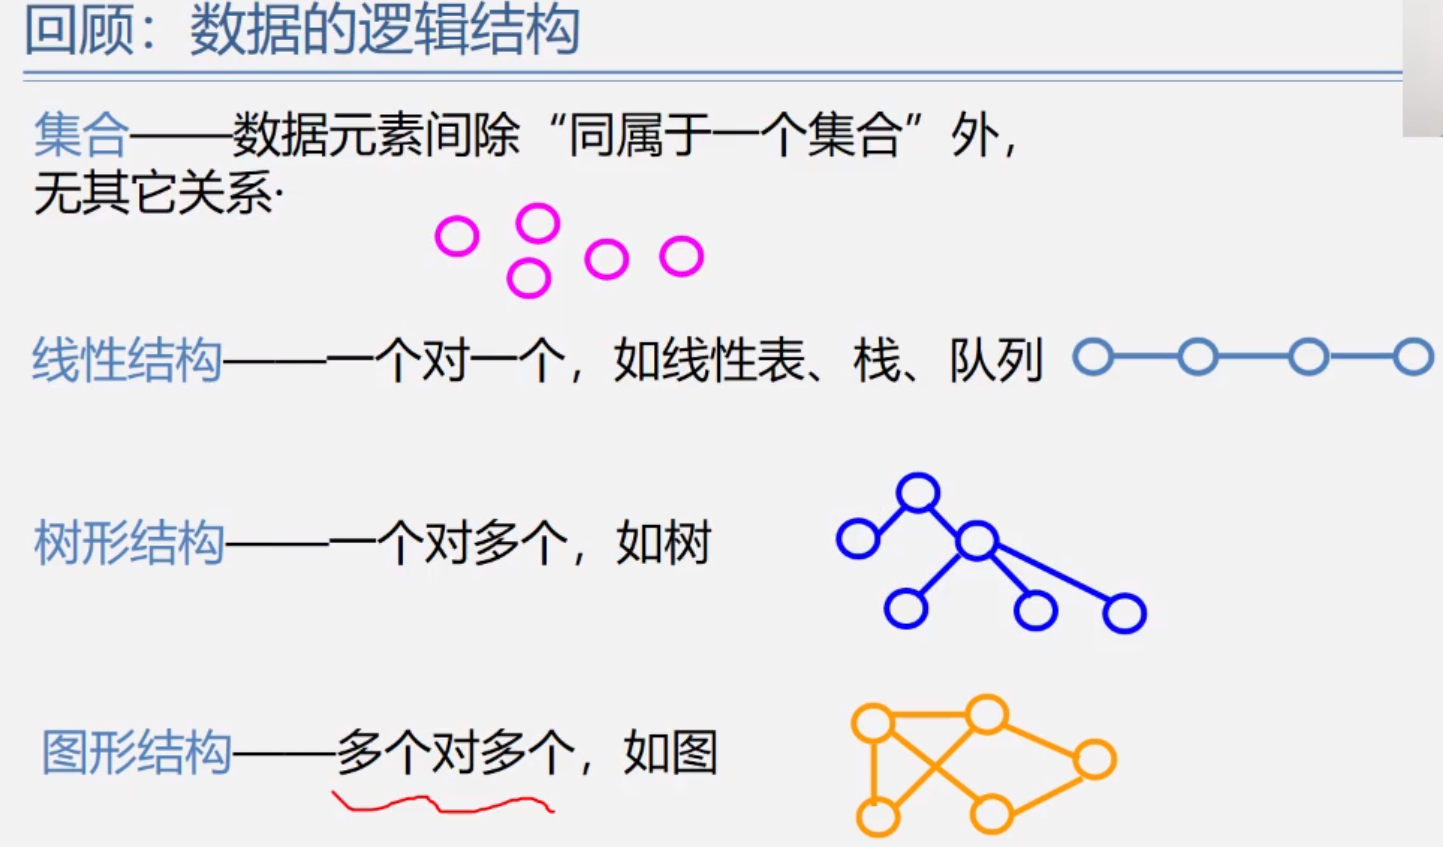 回顾：数据的逻辑结构
集合——数据元素间除“同属于一个集合”外，
无其它关系·
线性结构——一个对一个，如线性表、栈、队列
树形结构——一个对多个，如树
图形结构——多个对多个，如图